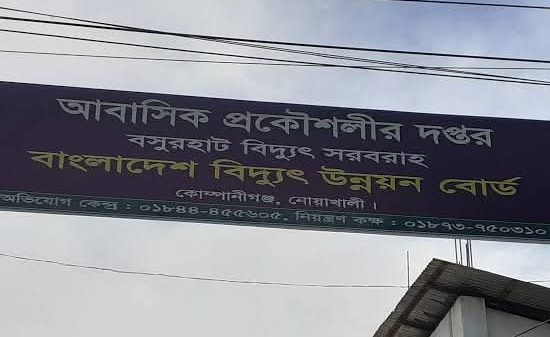 আবাসিক প্রকৌশলীর দপ্তর
বসুরহাট বিদ্যুৎ সরবরাহ
বাংলাদেশ বিদ্যুৎ উন্নয়ন বোর্ড
কোম্পানীগঞ্জ, নোয়াখালী।
অভিযোগ কেন্দ্র : ০১৮৪৪-৪৫৫৬০৫, নিয়ন্ত্রণ কক্ষ : ০১৮৭৩-৭৫০৩১০